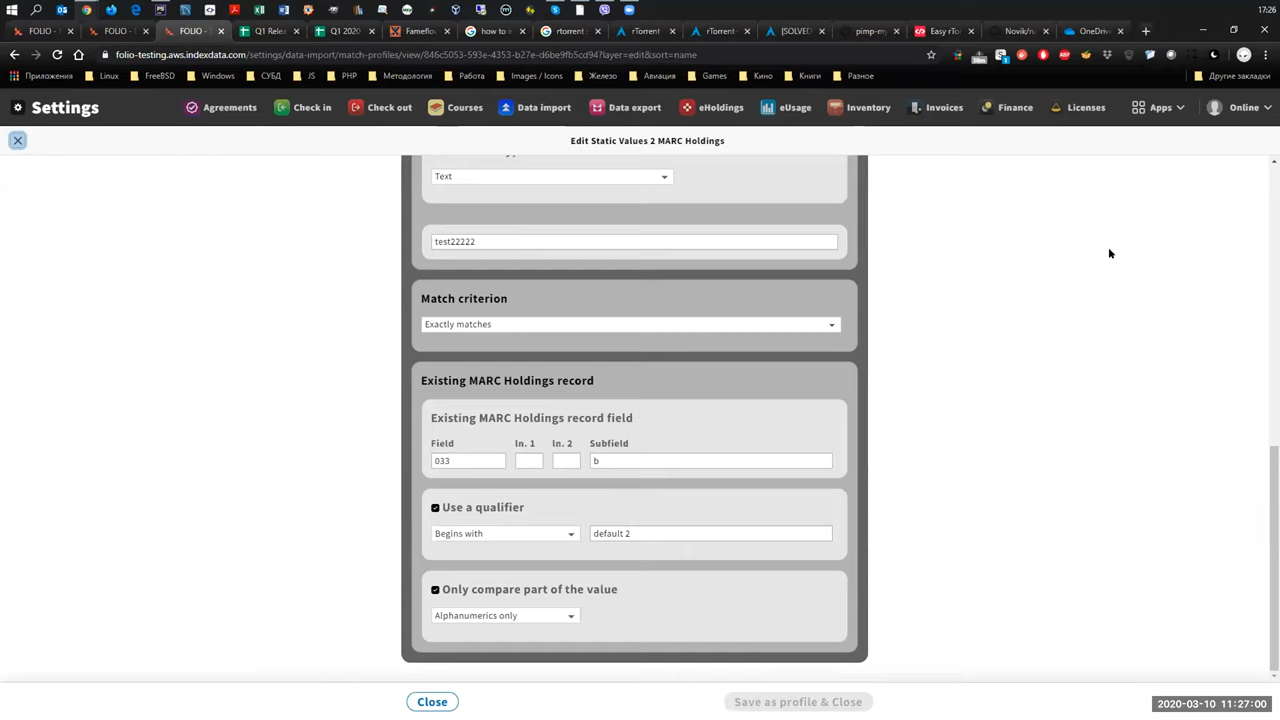 17:26
FOLIO -
FOLIO - (
FOLIO -
Q1 Relea
Q1 2020
Fameflov
how to e
rtorrent -
rTorrent
rTorrent-
[SOLVED
pimp-my
Easy rTo
Novik/ru
OneDriv
folio-testing.aws.indexdata.com/settings/data-import/match-profiles/view/846c5053-593e-4353-b27e-d6be9fb5cd94?layer=edit&sort=name
Приложения
Linux
FreeBSD
Windows
СУБД
JS
PHP
Методология
Работа
Images / Icons
Железо
Авиация
Games
Кино
Книги
Разное
Другие закладки
Settings
Agreements
Check in
Check out
Courses
Data import
Data export
eHoldings
eUsage
Inventory
Invoices
Finance
Licenses
Apps
Online
Edit Static Values 2 MARC Holdings
Text
test22222
Match criterion
Exactly matches
Existing MARC Holdings record
Existing MARC Holdings record field
Field In. 1 In. 2 Subfield
033 b
Use a qualifier
Begins with default 2
Only compare part of the value
Alphanumerics only
Close Save as profile & Close
2020-03-10 11:27:00